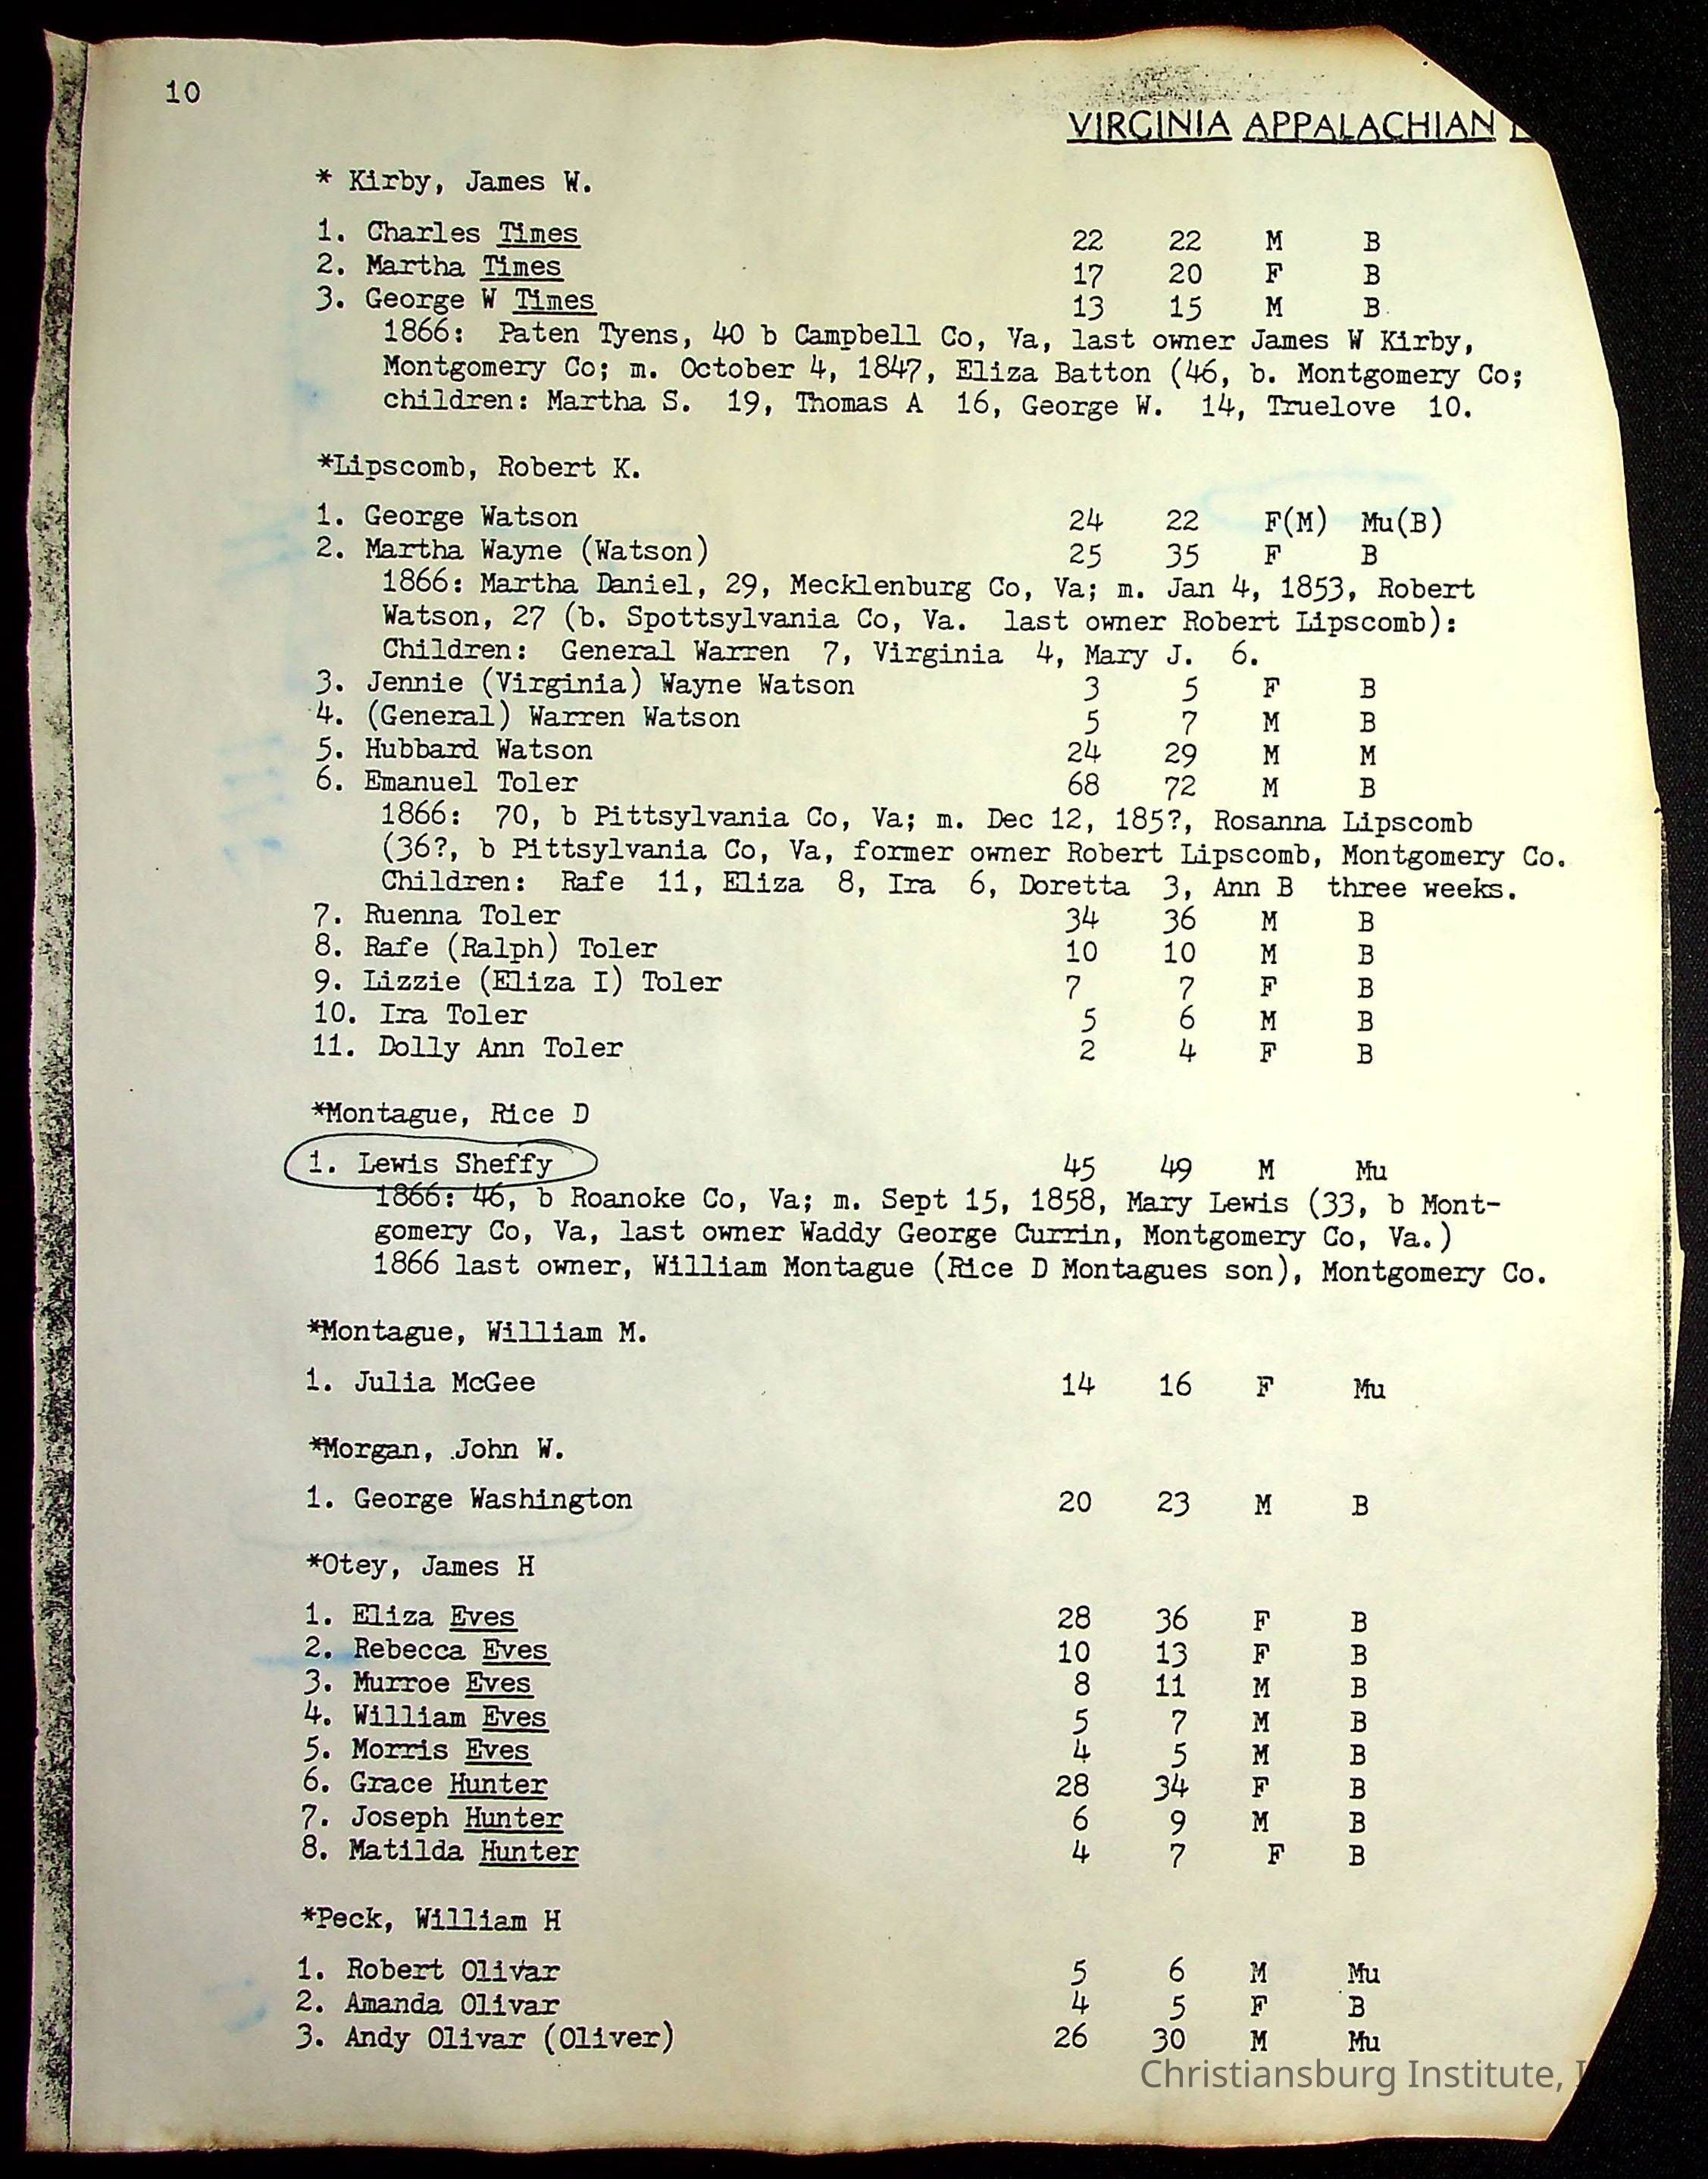 10
VIRGINIA APPALACHIAN
* Kirby, James W.
1. Charles Times 22 22 M B
2. Martha Times 17 20 F B
3. George W Times 13 15 M B
1866: Paten Tyens, 40 b Campbell Co, Va, last owner James W Kirby,
Montgomery Co; m. October 4, 1847, Eliza Batton (46, b. Montgomery Co;
children: Martha S. 19, Thomas A 16, George W. 14, Truelove 10.
*Lipscomb, Robert K.
1. George Watson 24 22 F(M) Mu(B)
2. Martha Wayne (Watson) 25 35 F B
1866: Martha Daniel, 29, Mecklenburg Co, Va; m. Jan 4, 1853, Robert
Watson, 27 (b. Spottsylvania Co, Va. last owner Robert Lipscomb):
Children: General Warren 7, Virginia 4, Mary J. 6.
3. Jennie (Virginia) Wayne Watson 3 5 F B
4. (General) Warren Watson 5 7 M B
5. Hubbard Watson 24 29 M M
6. Emanuel Toler 68 72 M B
1866: 70, b Pittsylvania Co, Va; m. Dec 12, 185?, Rosanna Lipscomb
(36?, b Pittsylvania Co, Va, former owner Robert Lipscomb, Montgomery Co.
Children: Rafe 11, Eliza 8, Ira 6, Doretta 3, Ann B three weeks.
7. Ruenna Toler 34 36 M B
8. Rafe (Ralph) Toler 10 10 M B
9. Lizzie (Eliza I) Toler 7 7 F B
10. Ira Toler 5 6 M B
11. Dolly Ann Toler 2 4 F B
*Montague, Rice D
1. Lewis Sheffy 45 49 M Mu
1866: 46, b Roanoke Co, Va; m. Sept 15, 1858, Mary Lewis (33, b Mont-
gomery Co, Va, last owner Waddy George Currin, Montgomery Co, Va.)
1866 last owner, William Montague (Rice D Montagues son), Montgomery Co.
*Montague, William M.
1. Julia McGee 14 16 F Mu
*Morgan, John W.
1. George Washington 20 23 M B
*Otey, James H
1. Eliza Eves 28 36 F B
2. Rebecca Eves 10 13 F B
3. Murroe Eves 8 11 M B
4. William Eves 5 7 M B
5. Morris Eves 4 5 M B
6. Grace Hunter 28 34 F B
7. Joseph Hunter 6 9 M B
8. Matilda Hunter 4 7 F B
*Peck, William H
1. Robert Olivar 5 6 M Mu
2. Amanda Olivar 4 5 F B
3. Andy Olivar (Oliver) 26 30 M Mu
Christiansburg Institute,